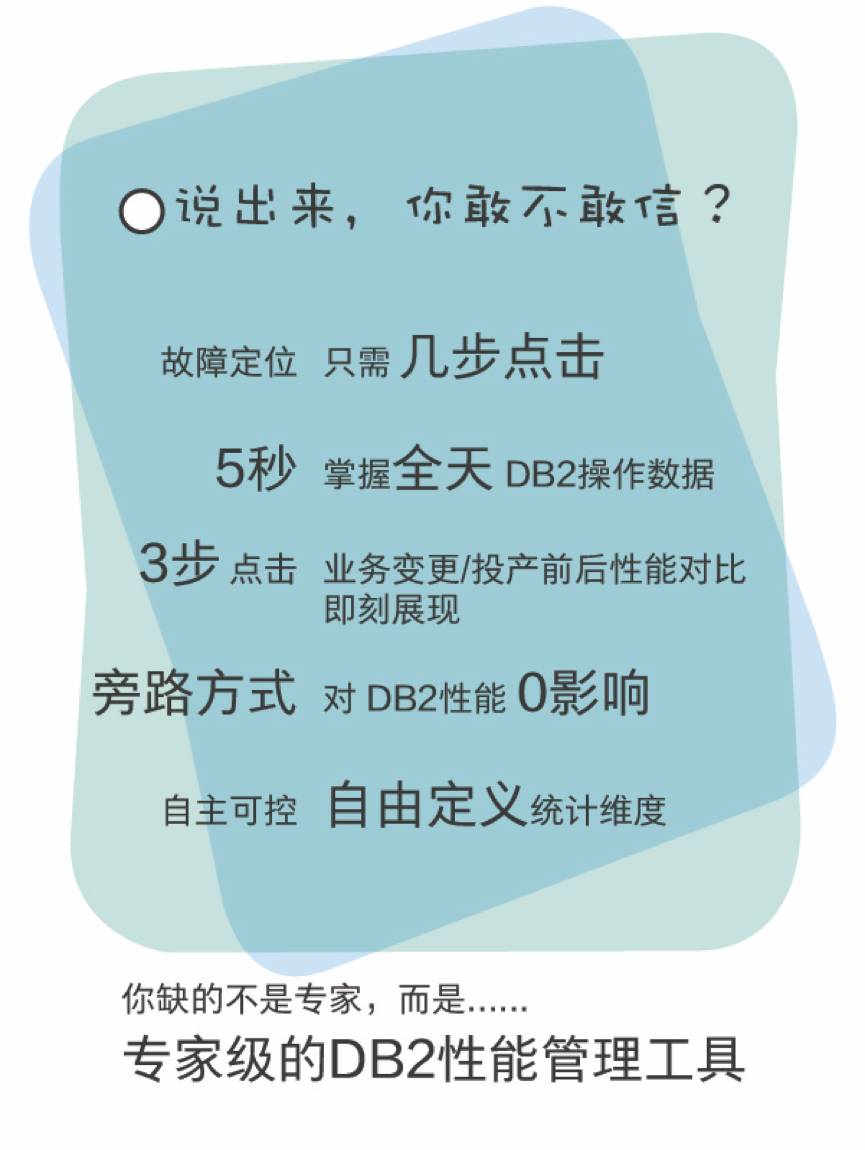 说出来，你敢不敢信？
故障定位 只需 几步点击
5秒 掌握全天 DB2操作数据
3步 点击 业务变更/投产前后性能对比
即刻展现
旁路方式 对 DB2性能 0影响
自主可控 自由定义统计维度
你缺的不是专家，而是......
专家级的DB2性能管理工具